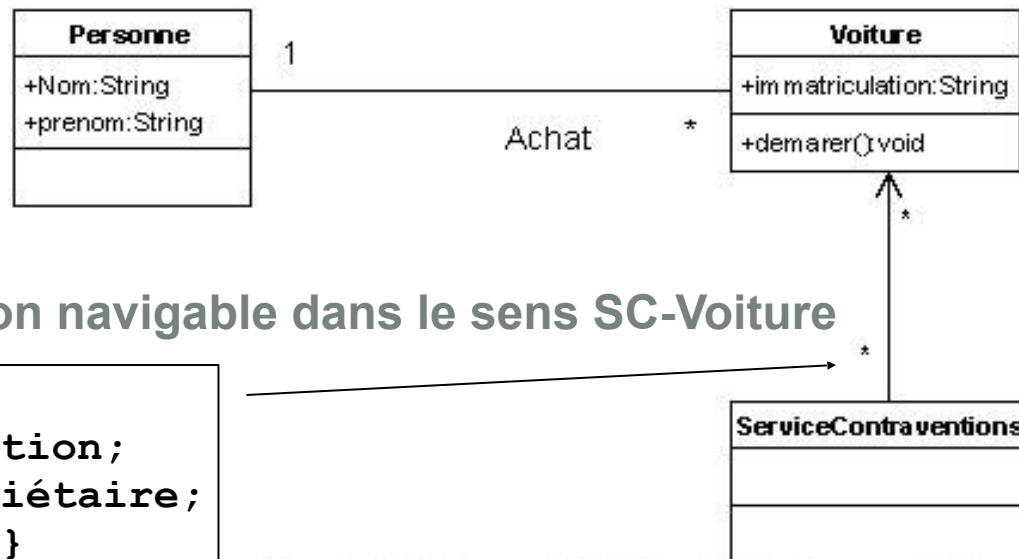 Personne
+Nom:String
+prenom:String
1
Achat
*
Voiture
+immatriculation:String
+demarer():void
*
on navigable dans le sens SC-Voiture
*
tion;
iétaire;
}
ServiceContraventions